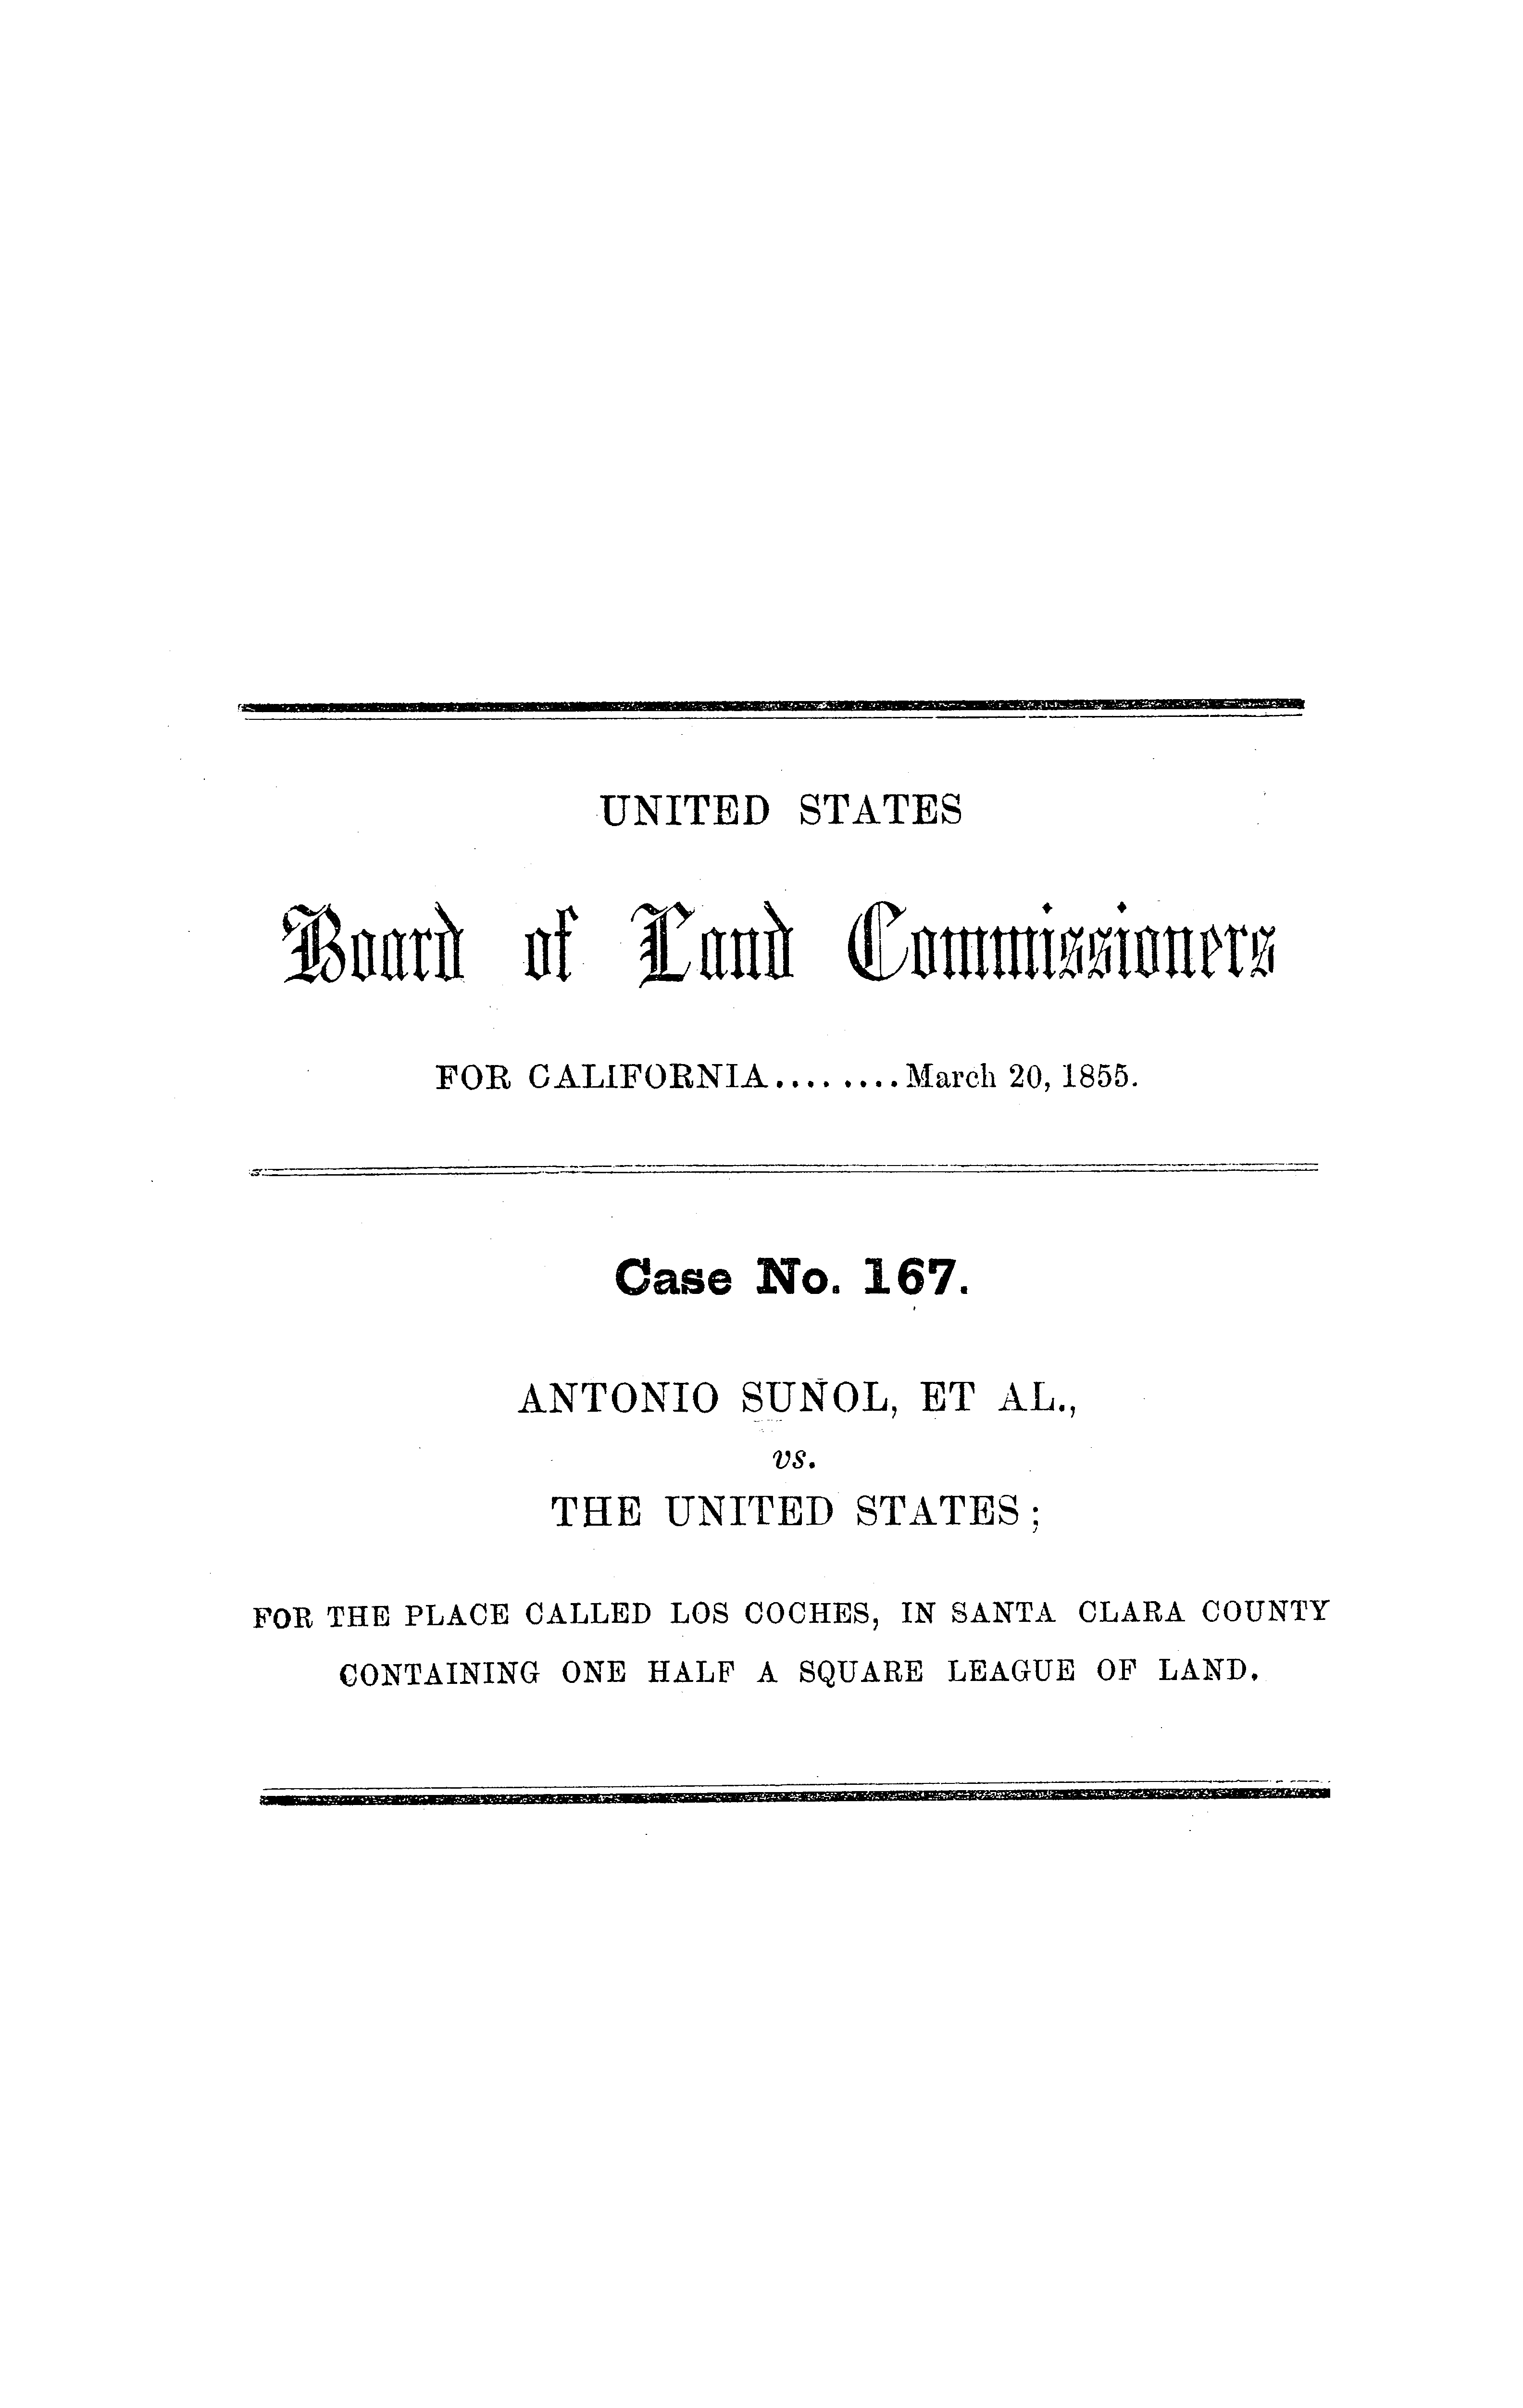 UNITED STATES
Board of Land Commissioners
FOR CALIFORNIA........March 20, 1855.
Case No. 167.
ANTONIO SUÑOL, ET AL.,
vs.
THE UNITED STATES;
FOR THE PLACE CALLED LOS COCHES, IN SANTA CLARA COUNTY
CONTAINING ONE HALF A SQUARE LEAGUE OF LAND.